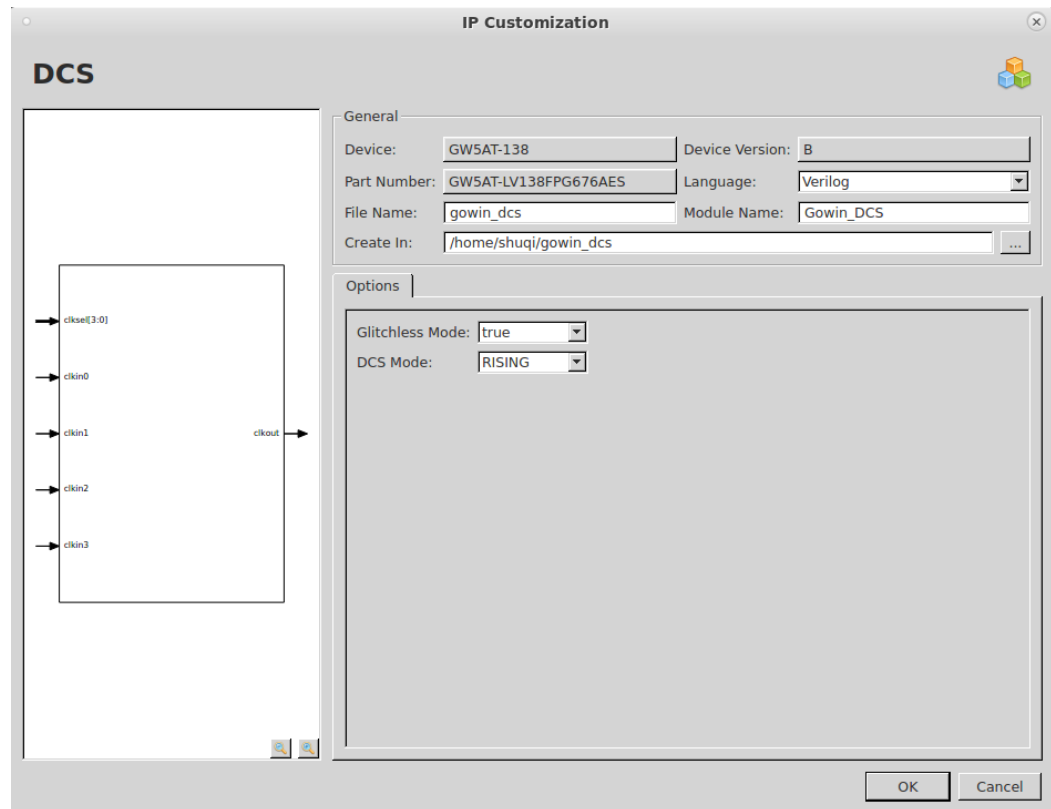 IP Customization
DCS
General
Device: GW5AT-138 Device Version: B
Part Number: GW5AT-LV138FPG676AES Language: Verilog
File Name: gowin_dcs Module Name: Gowin_DCS
Create In: /home/shuqi/gowin_dcs ...
Options
Glitchless Mode: true
DCS Mode: RISING
clksel[3:0]
clkin0
clkin1
clkout
clkin2
clkin3
OK Cancel